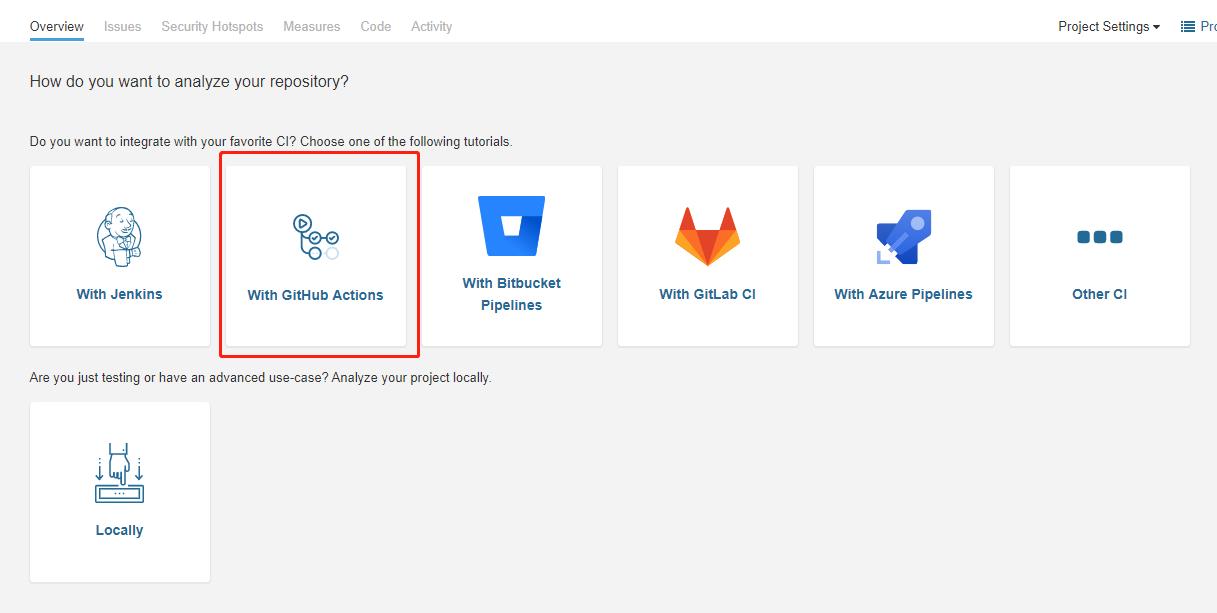 Overview Issues Security Hotspots Measures Code Activity Project Settings
How do you want to analyze your repository?
Do you want to integrate with your favorite CI? Choose one of the following tutorials.
With Jenkins
With GitHub Actions
With Bitbucket
Pipelines
With GitLab CI
With Azure Pipelines
Other CI
Are you just testing or have an advanced use-case? Analyze your project locally.
Locally